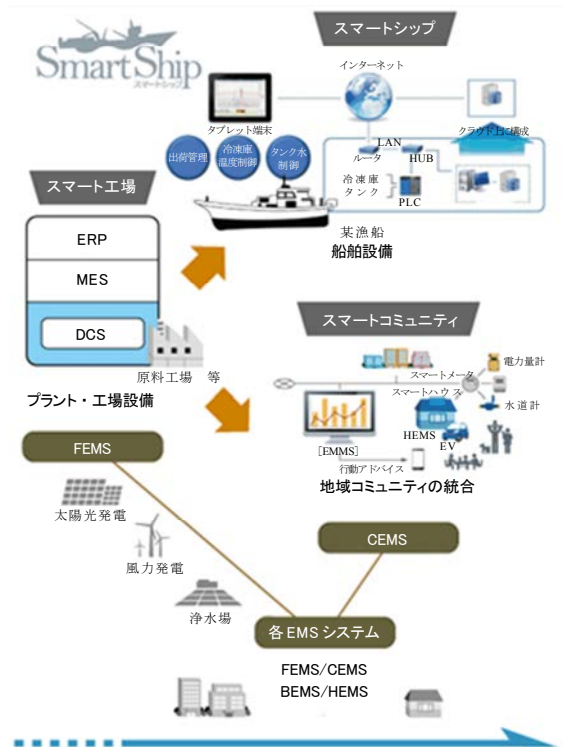 スマートシップ
SmartShip
スマートシップ
インターネット
タブレット端末
クラウド上に構成
LAN
ルータ
HUB
出荷管理
冷凍庫
温度制御
タンク水
制御
冷凍庫
タンク
PLC
某漁船
船舶設備
スマート工場
ERP
MES
DCS
原料工場 等
プラント・工場設備
スマートコミュニティ
電力量計
スマートメータ
スマートハウス
水道計
HEMS
EV
[EMMS]
行動アドバイス
地域コミュニティの統合
FEMS
太陽光発電
風力発電
浄水場
CEMS
各EMSシステム
FEMS/CEMS
BEMS/HEMS